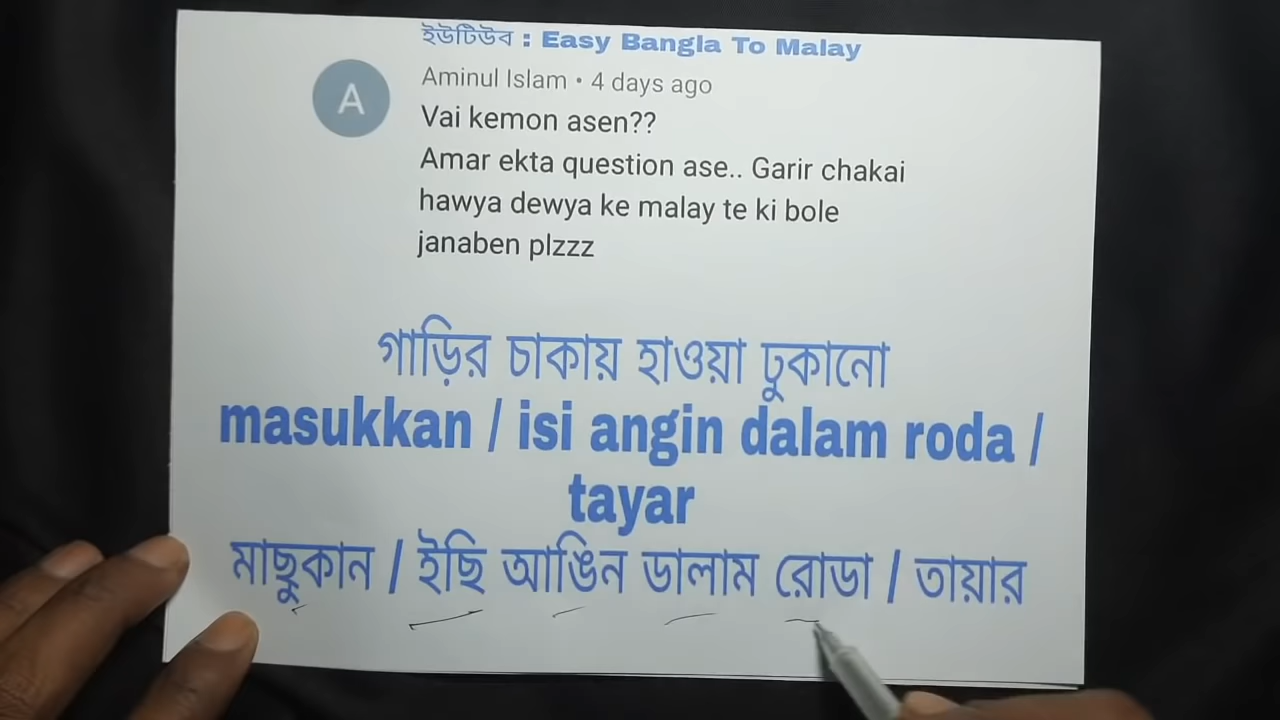 ইউটিউব : Easy Bangla To Malay
A
Aminul Islam • 4 days ago
Vai kemon asen??
Amar ekta question ase.. Garir chakai
hawya dewya ke malay te ki bole
janaben plzzz
গাড়ির চাকায় হাওয়া ঢুকানো
masukkan / isi angin dalam roda /
tayar
মাছুকান / ইছি আঙিন ডালাম রোডা / তায়ার